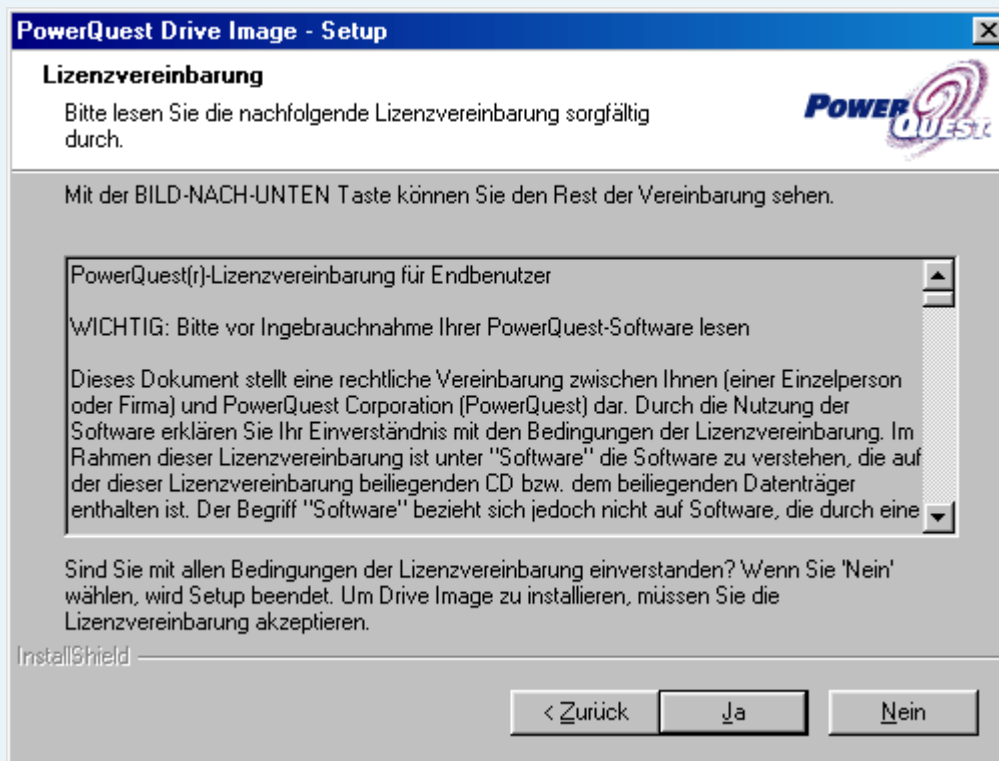 PowerQuest Drive Image - Setup
Lizenzvereinbarung
Bitte lesen Sie die nachfolgende Lizenzvereinbarung sorgfältig
durch.
POWER
QUEST
Mit der BILD-NACH-UNTEN Taste können Sie den Rest der Vereinbarung sehen.
PowerQuest(r)-Lizenzvereinbarung für Endbenutzer
WICHTIG: Bitte vor Ingebrauchnahme Ihrer PowerQuest-Software lesen
Dieses Dokument stellt eine rechtliche Vereinbarung zwischen Ihnen (einer Einzelperson
oder Firma) und PowerQuest Corporation (PowerQuest) dar. Durch die Nutzung der
Software erklären Sie Ihr Einverständnis mit den Bedingungen der Lizenzvereinbarung. Im
Rahmen dieser Lizenzvereinbarung ist unter "Software" die Software zu verstehen, die auf
der dieser Lizenzvereinbarung beiliegenden CD bzw. dem beiliegenden Datenträger
enthalten ist. Der Begriff "Software" bezieht sich jedoch nicht auf Software, die durch eine
Sind Sie mit allen Bedingungen der Lizenzvereinbarung einverstanden? Wenn Sie 'Nein'
wählen, wird Setup beendet. Um Drive Image zu installieren, müssen Sie die
Lizenzvereinbarung akzeptieren.
InstallShield
< Zurück
Ja
Nein